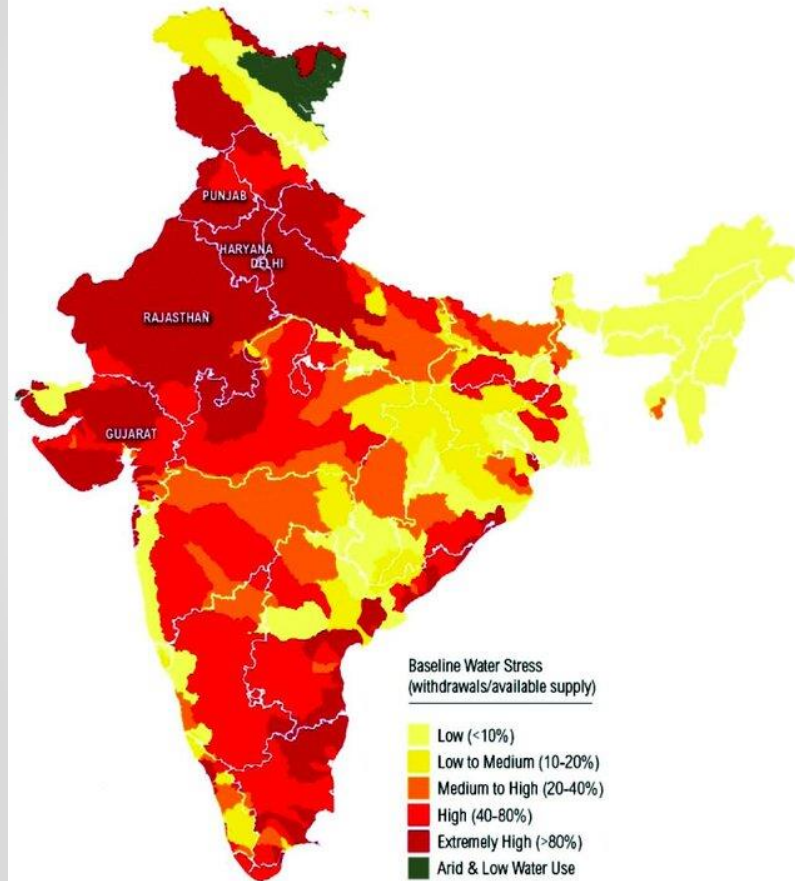 PUNJAB
HARYANA
DELHI
RAJASTHAN
GUJARAT
Baseline Water Stress
(withdrawals/available supply)
Low (<10%)
Low to Medium (10-20%)
Medium to High (20-40%)
High (40-80%)
Extremely High (>80%)
Arid & Low Water Use